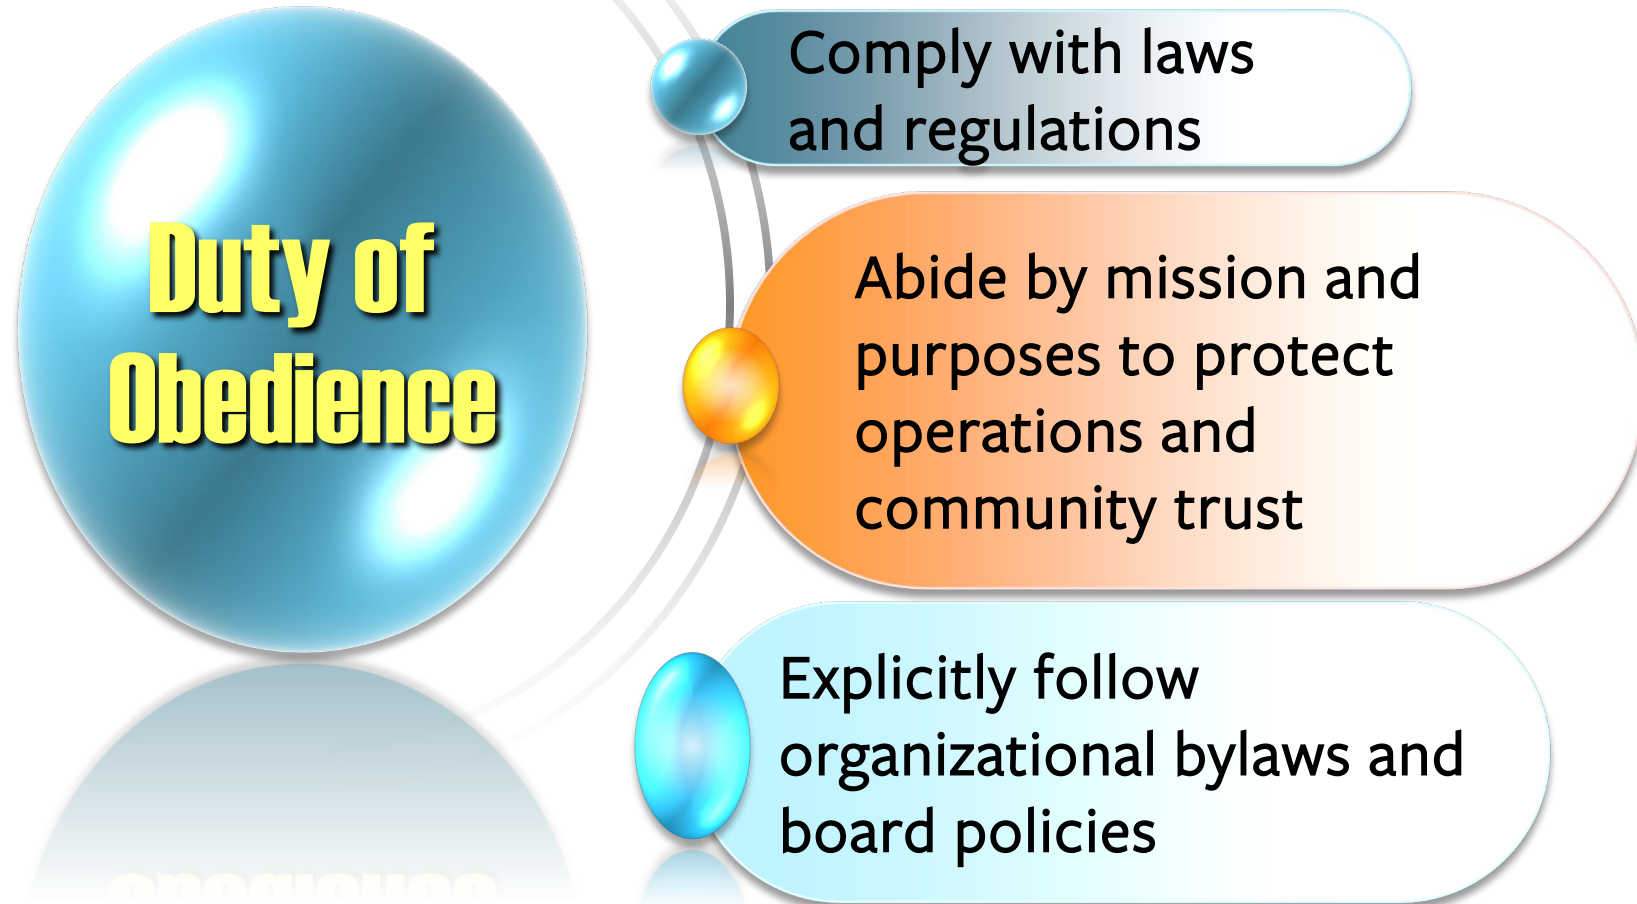 Duty of
Obedience
Comply with laws
and regulations
Abide by mission and
purposes to protect
operations and
community trust
Explicitly follow
organizational bylaws and
board policies